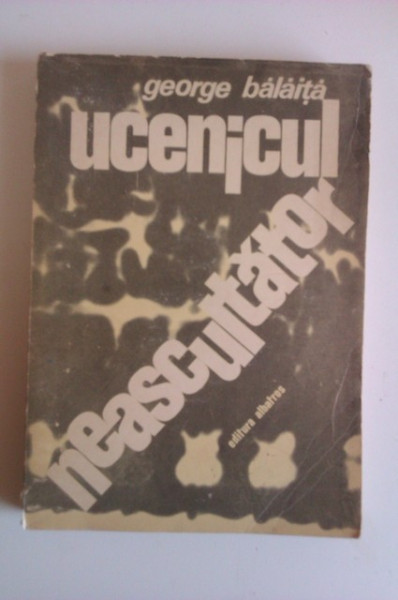 george bălăiță
ucenicul
neascultător
editura albatros